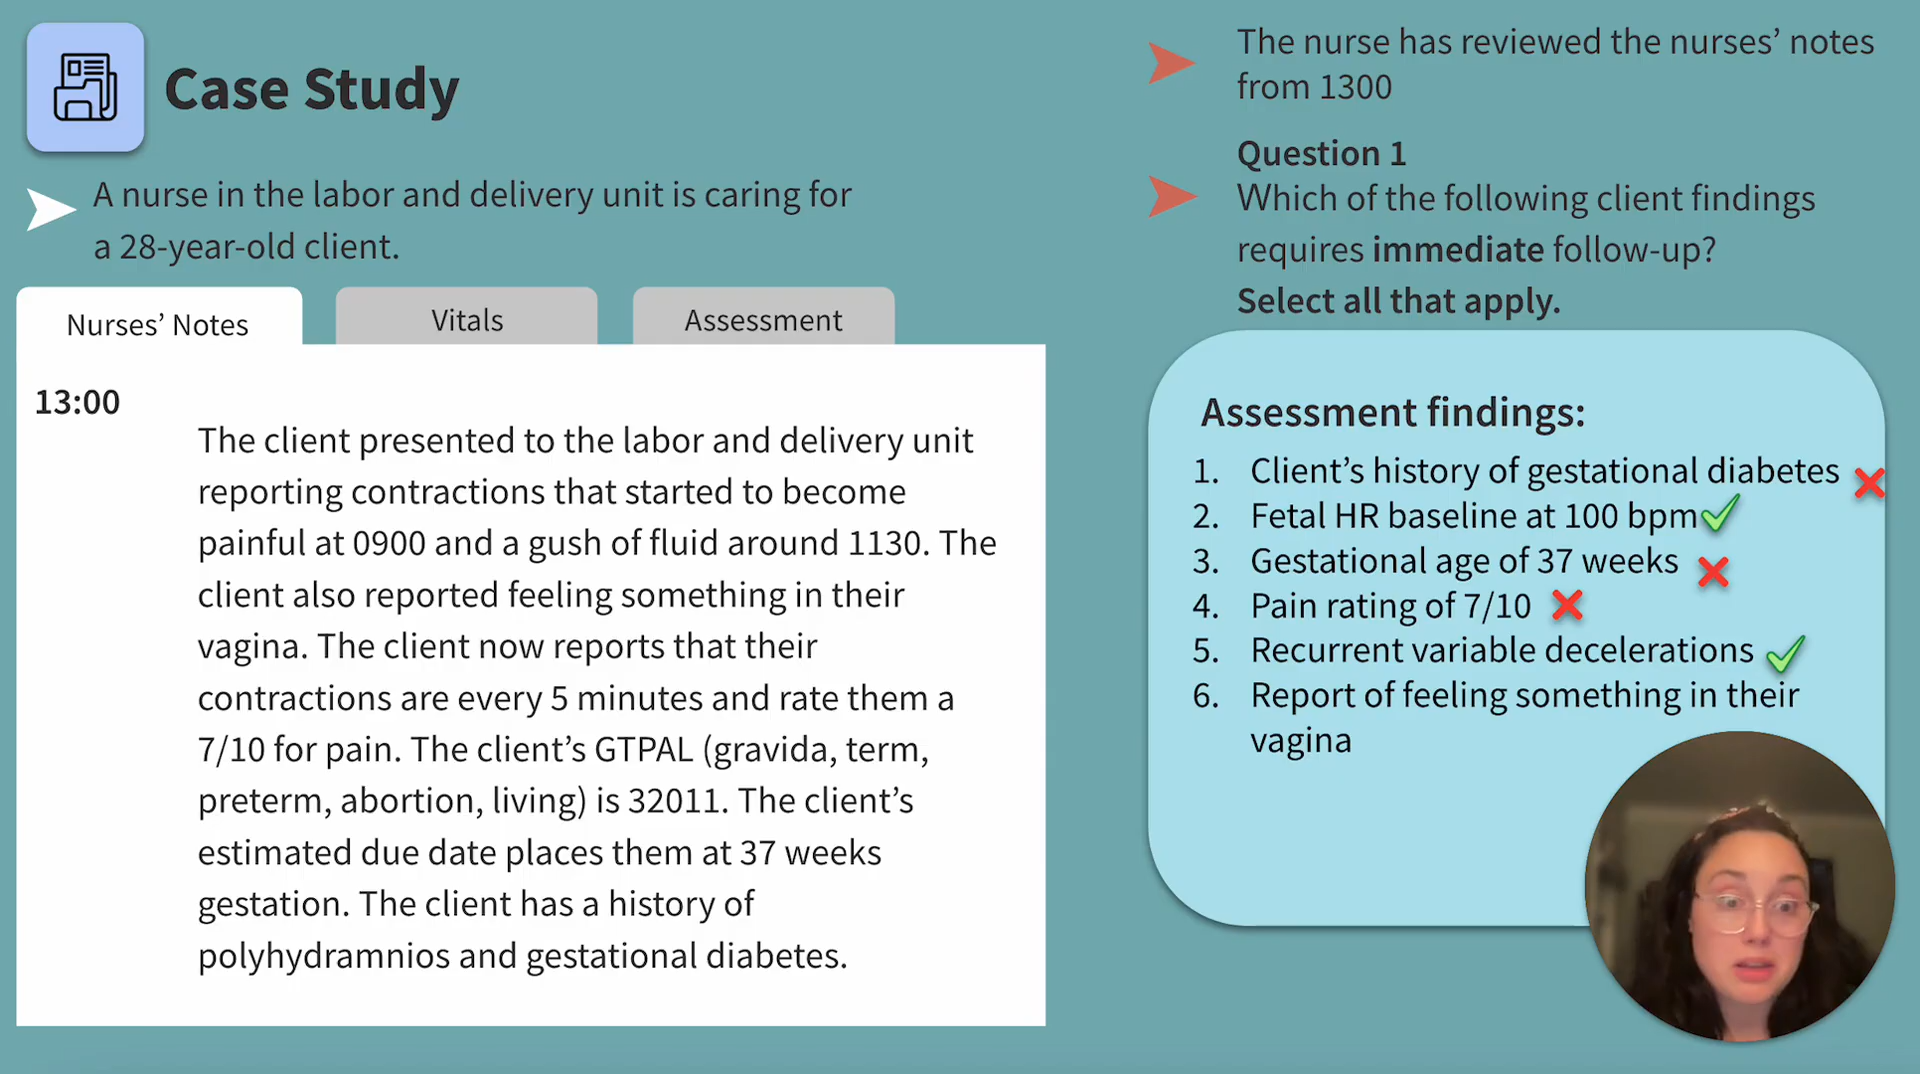 Case Study
A nurse in the labor and delivery unit is caring for
a 28-year-old client.
Nurses’ Notes
Vitals
Assessment
13:00
The client presented to the labor and delivery unit
reporting contractions that started to become
painful at 0900 and a gush of fluid around 1130. The
client also reported feeling something in their
vagina. The client now reports that their
contractions are every 5 minutes and rate them a
7/10 for pain. The client’s GTPAL (gravida, term,
preterm, abortion, living) is 32011. The client’s
estimated due date places them at 37 weeks
gestation. The client has a history of
polyhydramnios and gestational diabetes.
The nurse has reviewed the nurses’ notes
from 1300
Question 1
Which of the following client findings
requires immediate follow-up?
Select all that apply.
Assessment findings:
1. Client’s history of gestational diabetes
2. Fetal HR baseline at 100 bpm
3. Gestational age of 37 weeks
4. Pain rating of 7/10
5. Recurrent variable decelerations
6. Report of feeling something in their
vagina